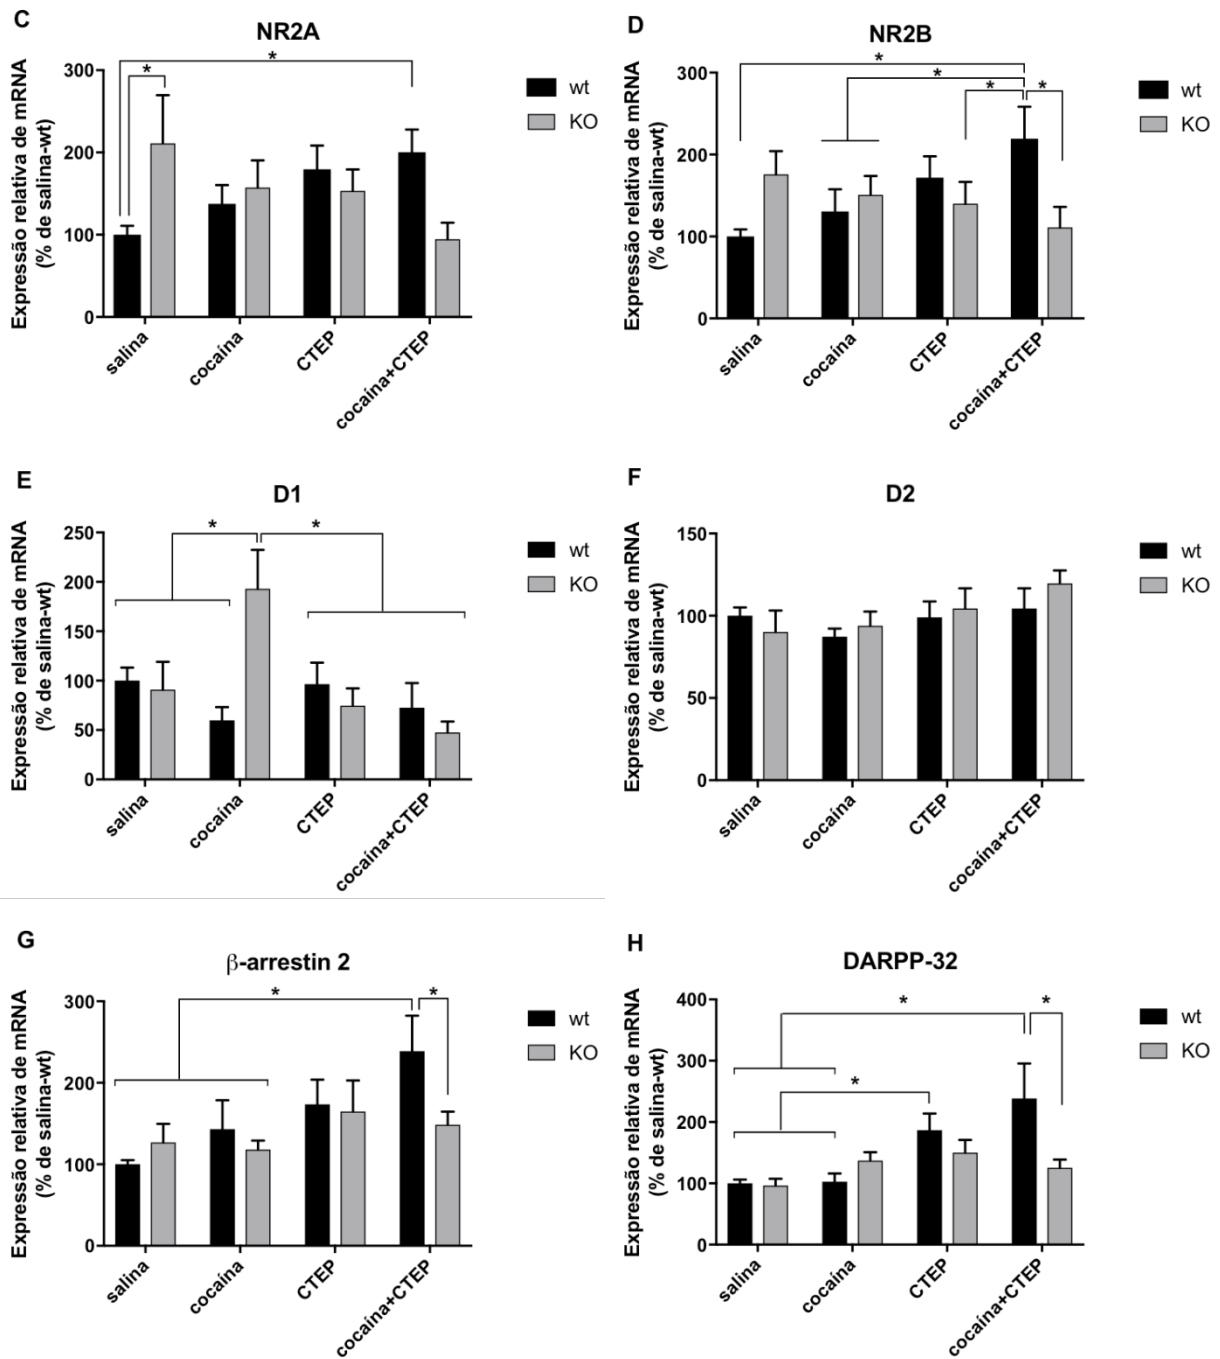 C
NR2A
Expressão relativa de mRNA
(% de salina-wt)
300
200
100
0
*
*
wt
KO
salina
cocaína
CTEP
cocaína+CTEP
D
NR2B
Expressão relativa de mRNA
(% de salina-wt)
300
200
100
0
*
*
*
*
wt
KO
salina
cocaína
CTEP
cocaína+CTEP
E
D1
Expressão relativa de mRNA
(% de salina-wt)
250
200
150
100
50
0
*
*
wt
KO
salina
cocaína
CTEP
cocaína+CTEP
F
D2
Expressão relativa de mRNA
(% de salina-wt)
150
100
50
0
wt
KO
salina
cocaína
CTEP
cocaína+CTEP
G
β-arrestin 2
Expressão relativa de mRNA
(% de salina-wt)
300
200
100
0
*
*
wt
KO
salina
cocaína
CTEP
cocaína+CTEP
H
DARPP-32
Expressão relativa de mRNA
(% de salina-wt)
400
300
200
100
0
*
*
*
wt
KO
salina
cocaína
CTEP
cocaína+CTEP